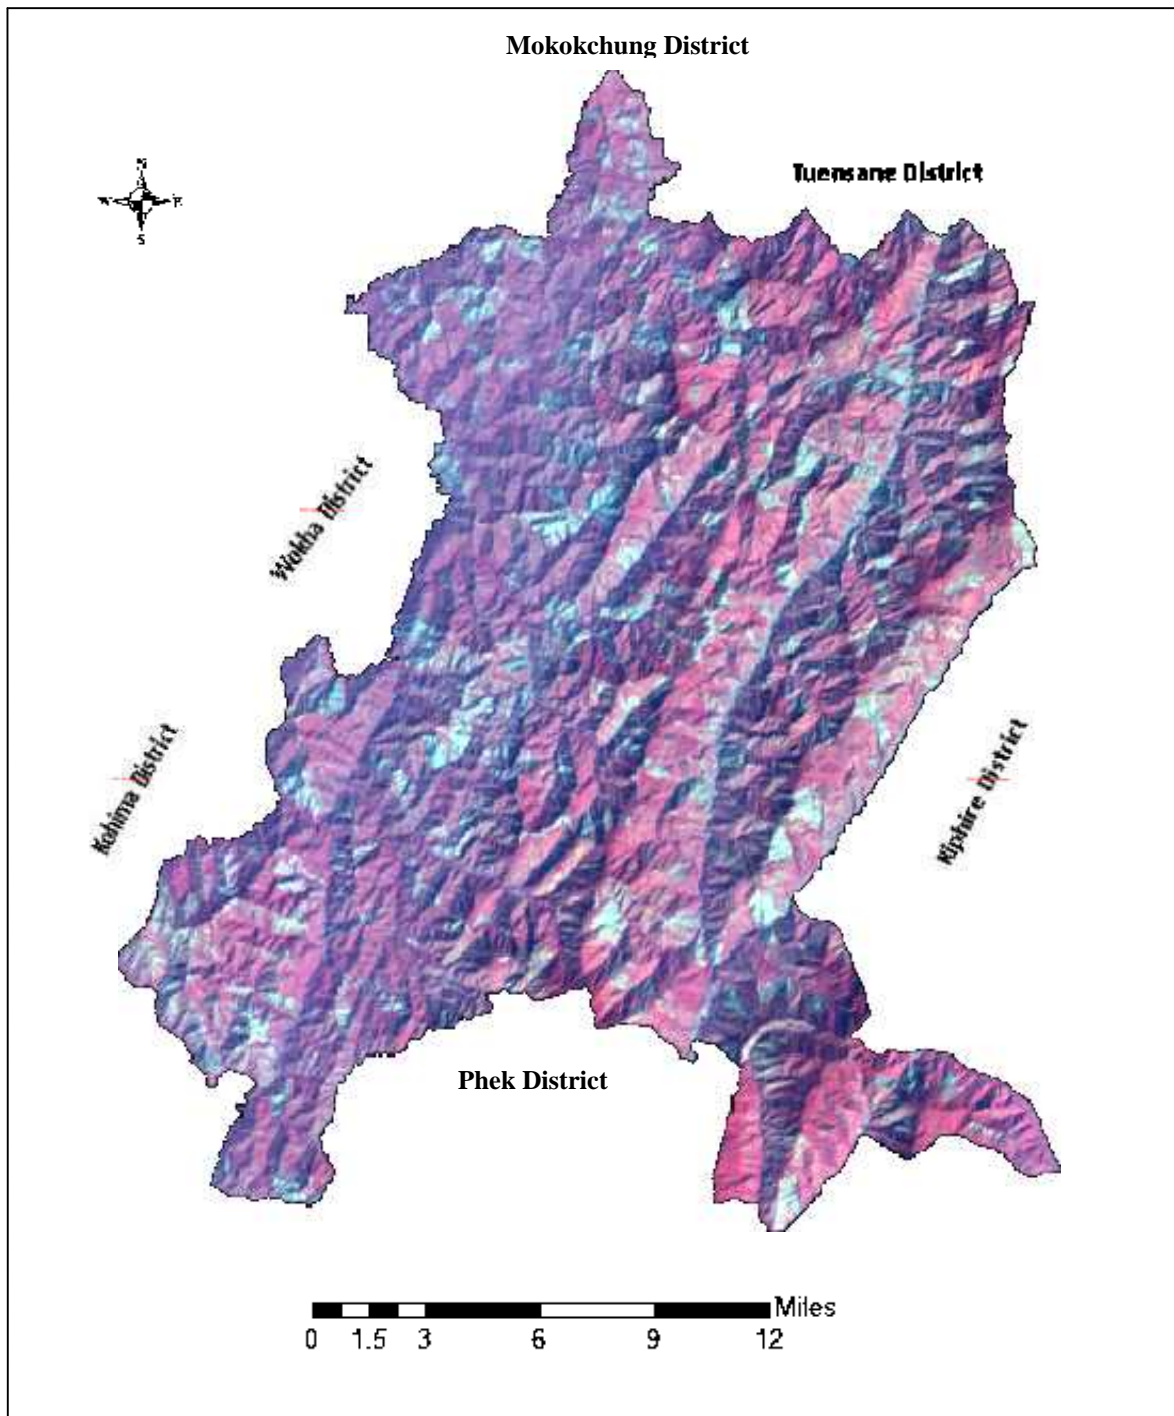 Mokokchung District
N
W E
S
Tuensane District
Wokha District
Kohima District
Kiphire District
Phek District
Miles
0 1.5 3 6 9 12